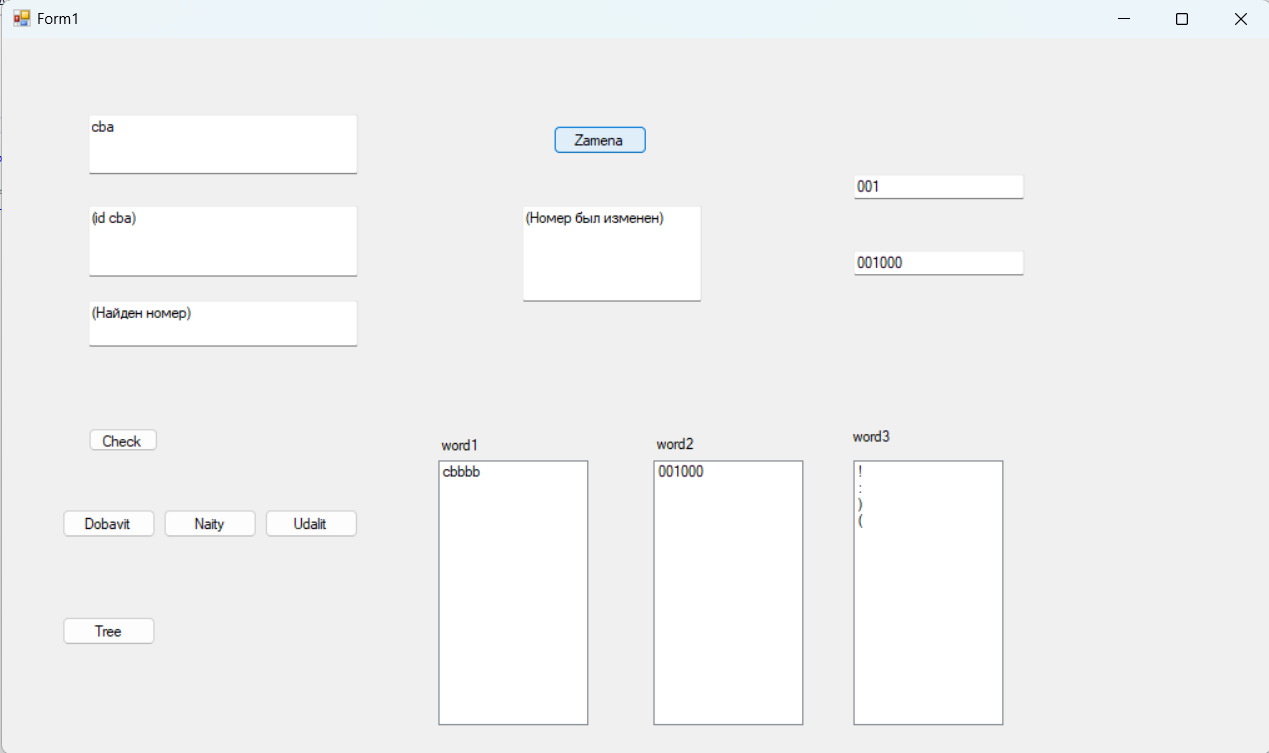 Form1
cba
Zamena
001
(id cba)
(Номер был изменен)
001000
(Найден номер)
Check
word1
word2
word3
cbbbb
001000
!
:
)
(
Dobavit
Naity
Udalit
Tree